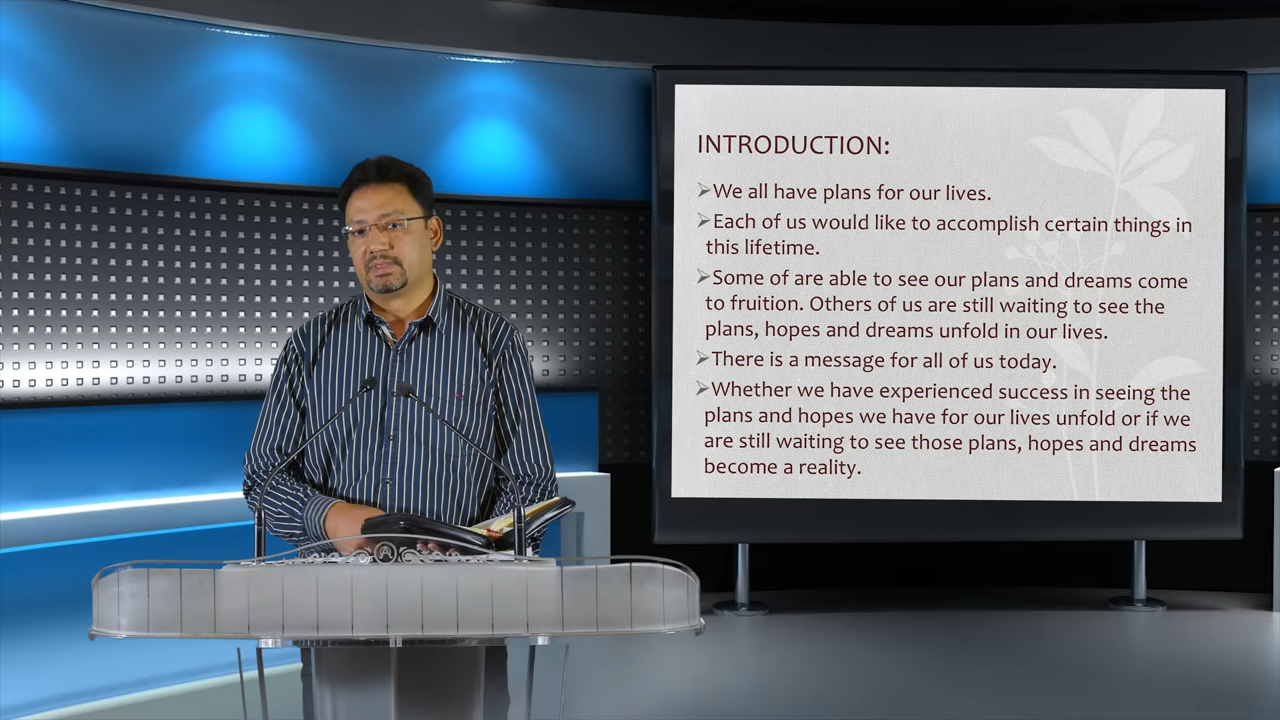 INTRODUCTION:
➢We all have plans for our lives.
➢Each of us would like to accomplish certain things in
this lifetime.
➢Some of are able to see our plans and dreams come
to fruition. Others of us are still waiting to see the
plans, hopes and dreams unfold in our lives.
➢There is a message for all of us today.
➢Whether we have experienced success in seeing the
plans and hopes we have for our lives unfold or if we
are still waiting to see those plans, hopes and dreams
become a reality.
A